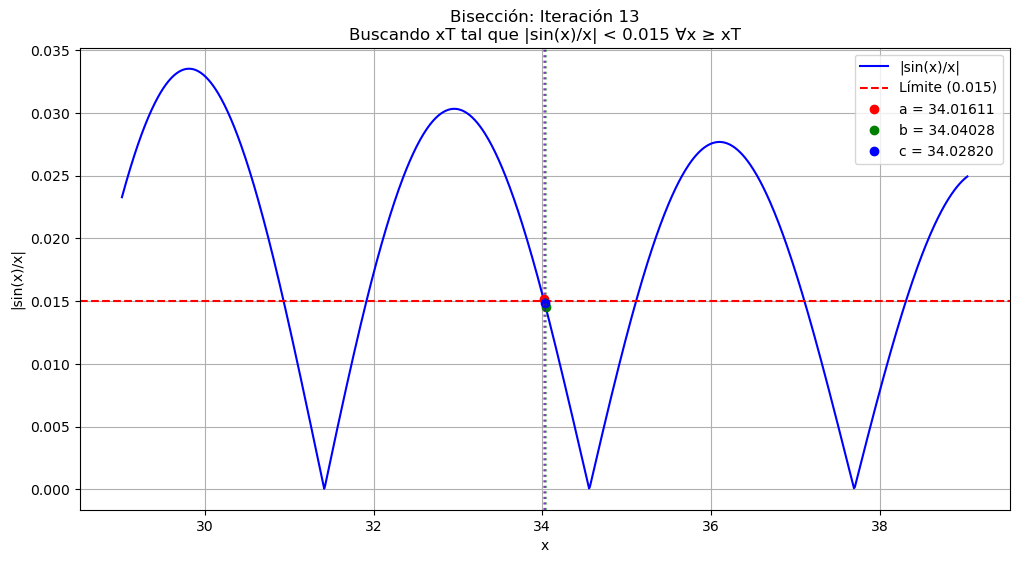 Bisección: Iteración 13
Buscando xT tal que |sin(x)/x| < 0.015 ∀x ≥ xT
|sin(x)/x|
0.035
0.030
0.025
0.020
0.015
0.010
0.005
0.000
|sin(x)/x|
Límite (0.015)
a = 34.01611
b = 34.04028
c = 34.02820
30
32
34
36
38
x